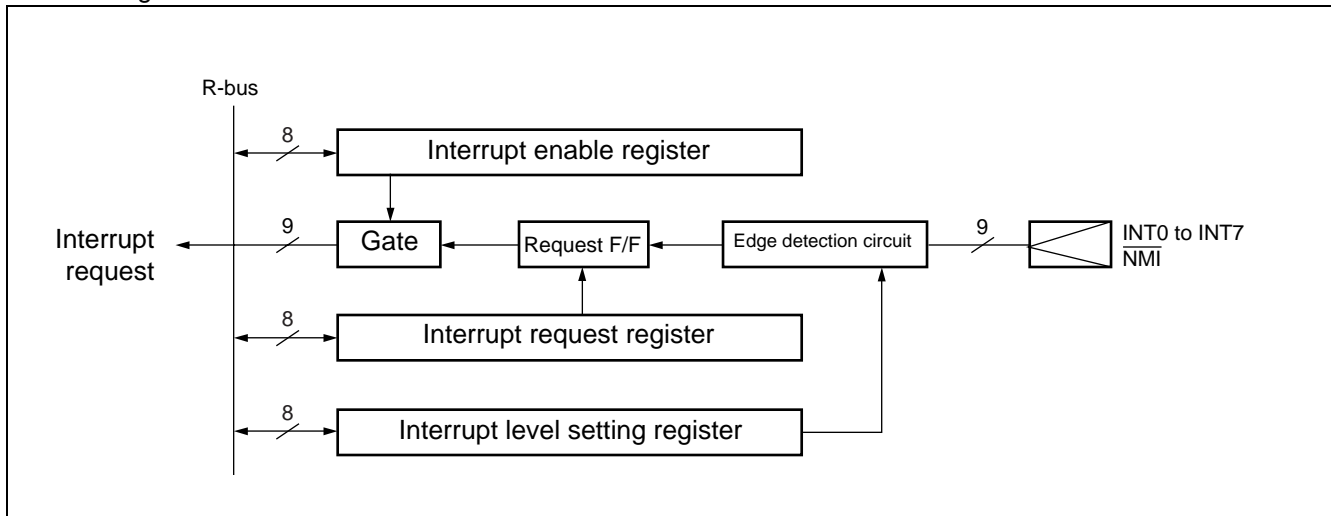 R-bus
8
Interrupt enable register
Interrupt
request
9
Gate
Request F/F
Edge detection circuit
9
INT0 to INT7
NMI
8
Interrupt request register
8
Interrupt level setting register